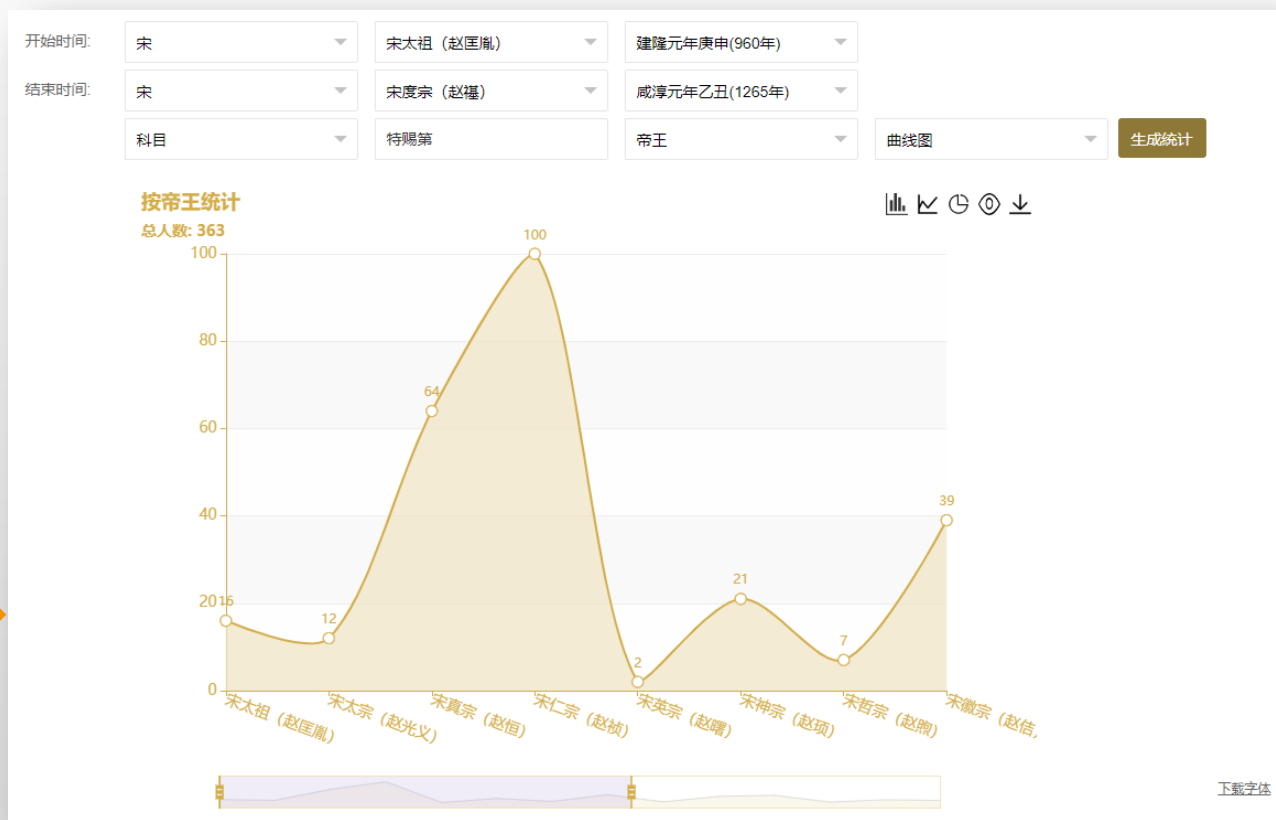 开始时间: 宋 宋太祖（赵匡胤） 建隆元年庚申(960年)
结束时间: 宋 宋度宗（赵禥） 咸淳元年乙丑(1265年)
科目 特赐第 帝王 曲线图 生成统计
按帝王统计
总人数: 363
100
100
80
64
60
40
39
21
20
16
12
7
2
0
宋太祖（赵匡胤） 宋太宗（赵光义） 宋真宗（赵恒） 宋仁宗（赵祯） 宋英宗（赵曙） 宋神宗（赵顼） 宋哲宗（赵煦） 宋徽宗（赵佶,
下载字体